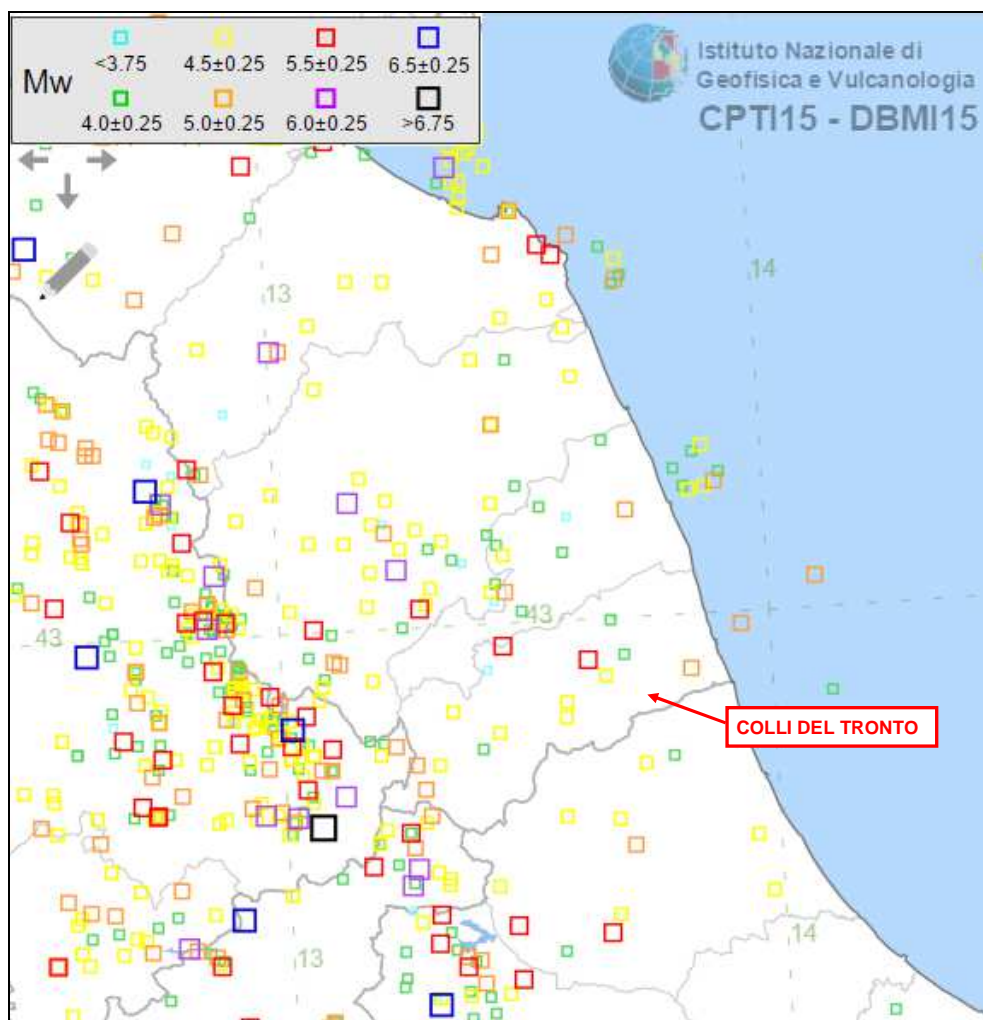 Mw
<3.75 4.5±0.25 5.5±0.25 6.5±0.25
4.0±0.25 5.0±0.25 6.0±0.25 >6.75
Istituto Nazionale di
Geofisica e Vulcanologia
CPTI15 - DBMI15
14
13
43
43
COLLI DEL TRONTO
14
13